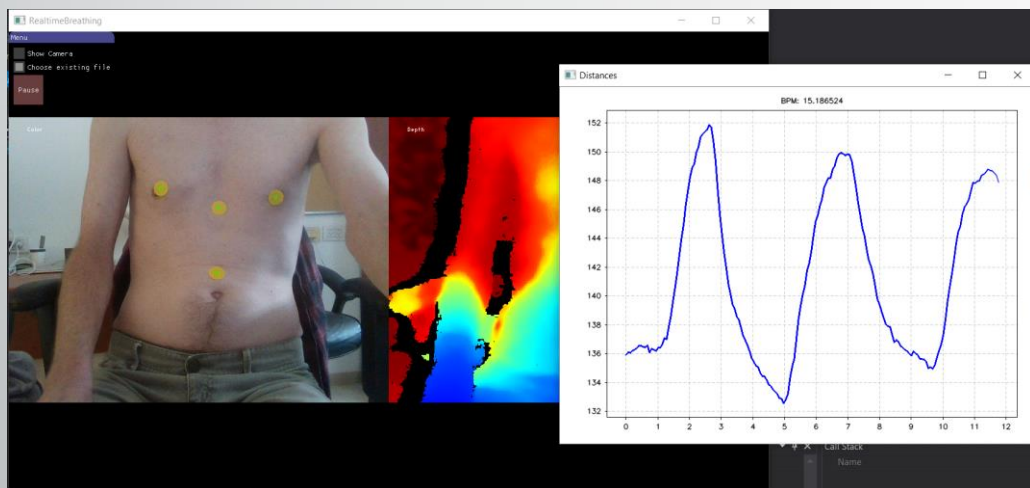 RealtimeBreathing
Menu
Show Camera
Choose existing file
Pause
Color
Depth
Distances
BPM: 15.186524
152
150
148
146
144
142
140
138
136
134
132
0 1 2 3 4 5 6 7 8 9 10 11 12
Call Stack
Name